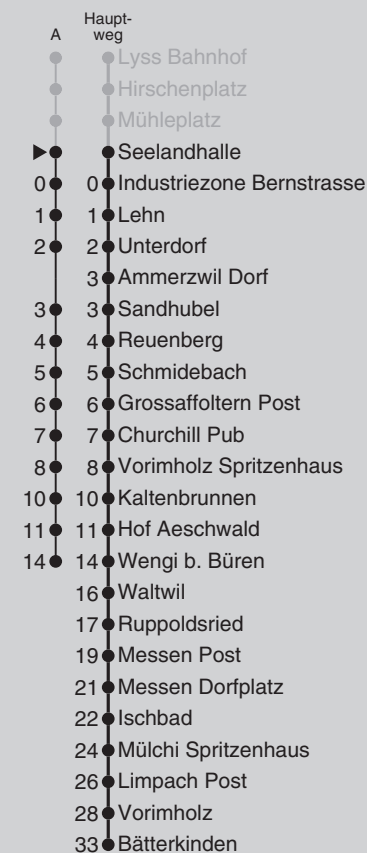 Haupt-
A weg
Lyss Bahnhof
Hirschenplatz
Mühleplatz
Seelandhalle
0 0 Industriezone Bernstrasse
1 1 Lehn
2 2 Unterdorf
3 Ammerzwil Dorf
3 3 Sandhubel
4 4 Reuenberg
5 5 Schmidebach
6 6 Grossaffoltern Post
7 7 Churchill Pub
8 8 Vorimholz Spritzenhaus
10 10 Kaltenbrunnen
11 11 Hof Aeschwald
14 14 Wengi b. Büren
16 Waltwil
17 Ruppoldsried
19 Messen Post
21 Messen Dorfplatz
22 Ischbad
24 Mülchi Spritzenhaus
26 Limpach Post
28 Vorimholz
33 Bätterkinden